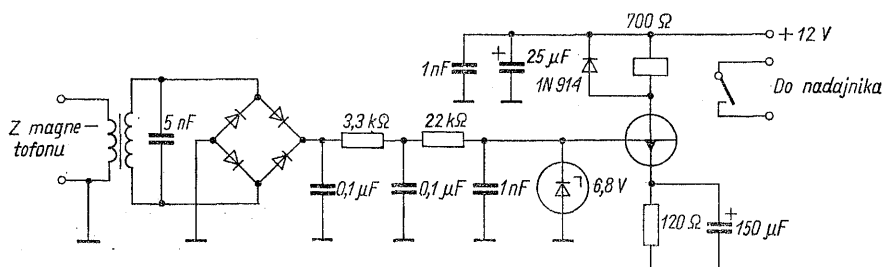 700 Ω
+ 12 V
1nF
+
25 µF
1N 914
Do nadajnika
Z magne-
tofonu
5 nF
3,3 kΩ
22 kΩ
0,1 µF
0,1 µF
1nF
6,8 V
120 Ω
+
150 µF